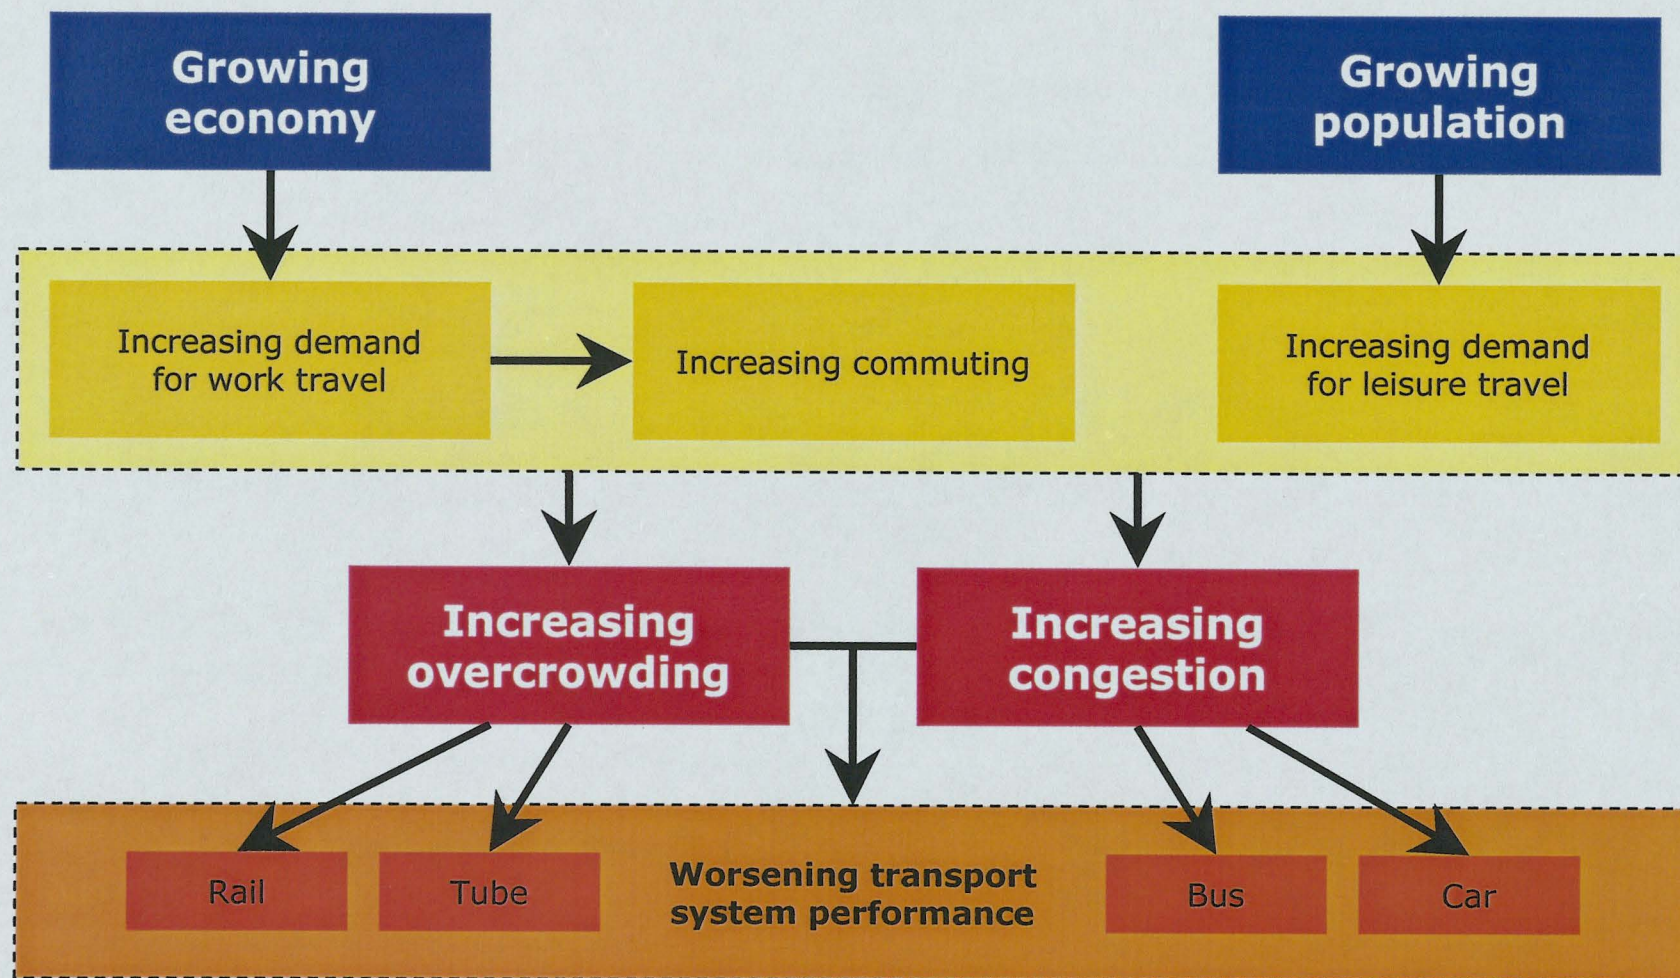 Growing
economy
Growing
population
Increasing demand
for work travel
Increasing commuting
Increasing demand
for leisure travel
Increasing
overcrowding
Increasing
congestion
Rail
Tube
Worsening transport
system performance
Bus
Car